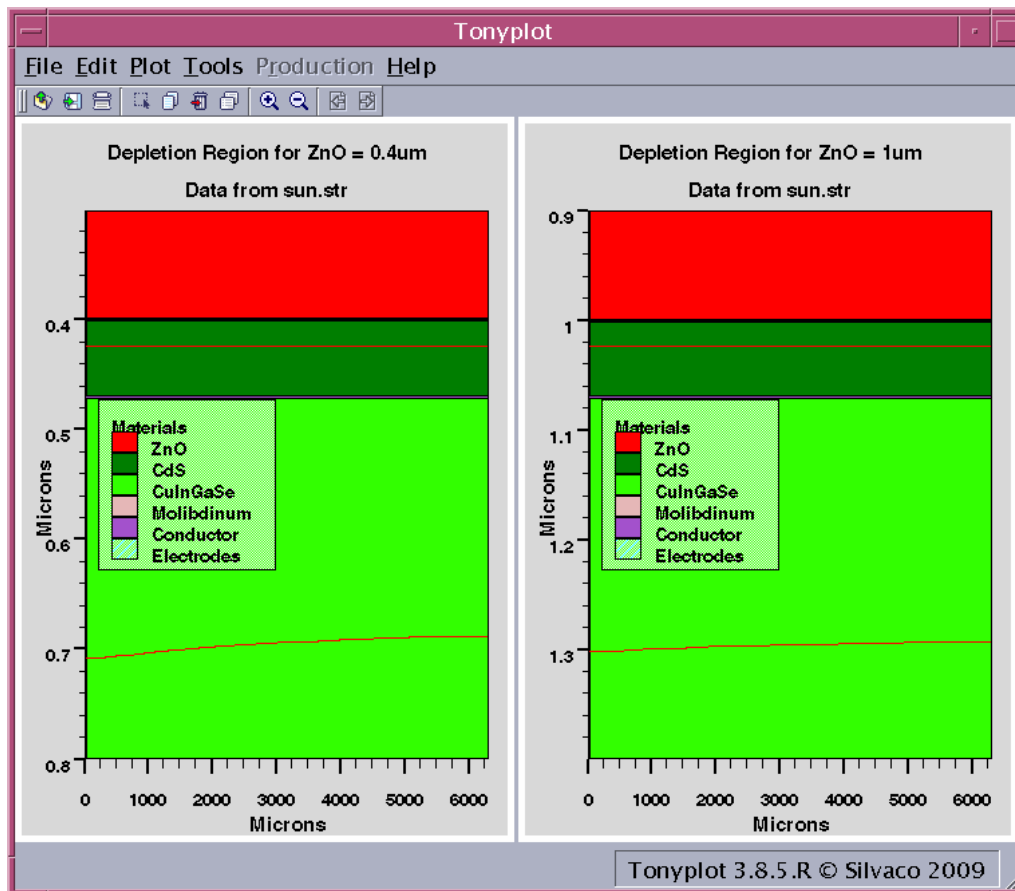 Tonyplot
File Edit Plot Tools Production Help
Depletion Region for ZnO = 0.4um
Data from sun.str
0.4
0.5
0.6
0.7
0.8
Microns
Materials
ZnO
CdS
CuInGaSe
Molibdinum
Conductor
Electrodes
0 1000 2000 3000 4000 5000 6000
Microns
Depletion Region for ZnO = 1um
Data from sun.str
0.9
1
1.1
1.2
1.3
Microns
Materials
ZnO
CdS
CuInGaSe
Molibdinum
Conductor
Electrodes
0 1000 2000 3000 4000 5000 6000
Microns
Tonyplot 3.8.5.R © Silvaco 2009